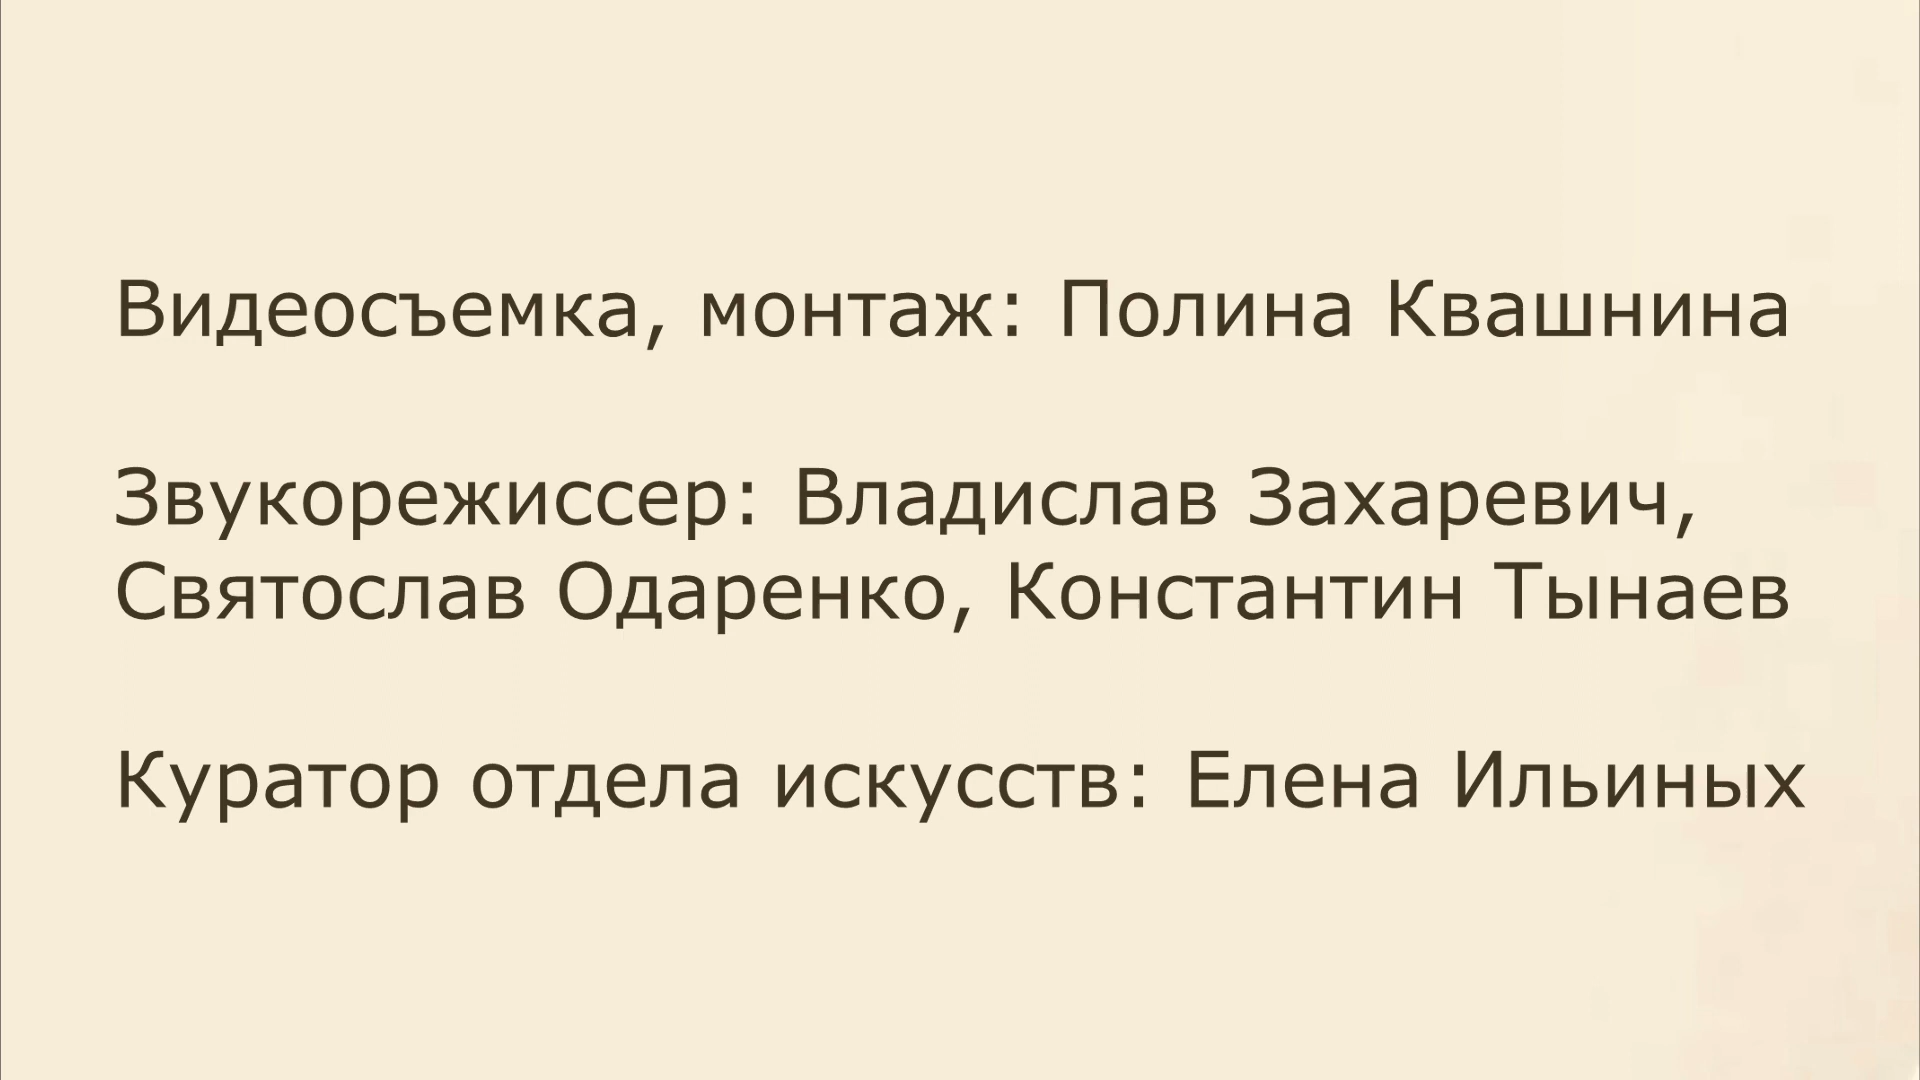 Видеосъемка, монтаж: Полина Квашнина
Звукорежиссер: Владислав Захаревич,
Святослав Одаренко, Константин Тынаев
Куратор отдела искусств: Елена Ильиных